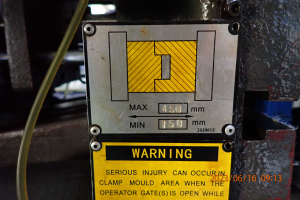 MAX 450 mm
MIN 150 mm
WARNING
SERIOUS INJURY CAN OCCUR IN
CLAMP MOULD AREA WHEN THE
OPERATOR GATE(S) IS OPEN WHILE
2023/06/16 09:13